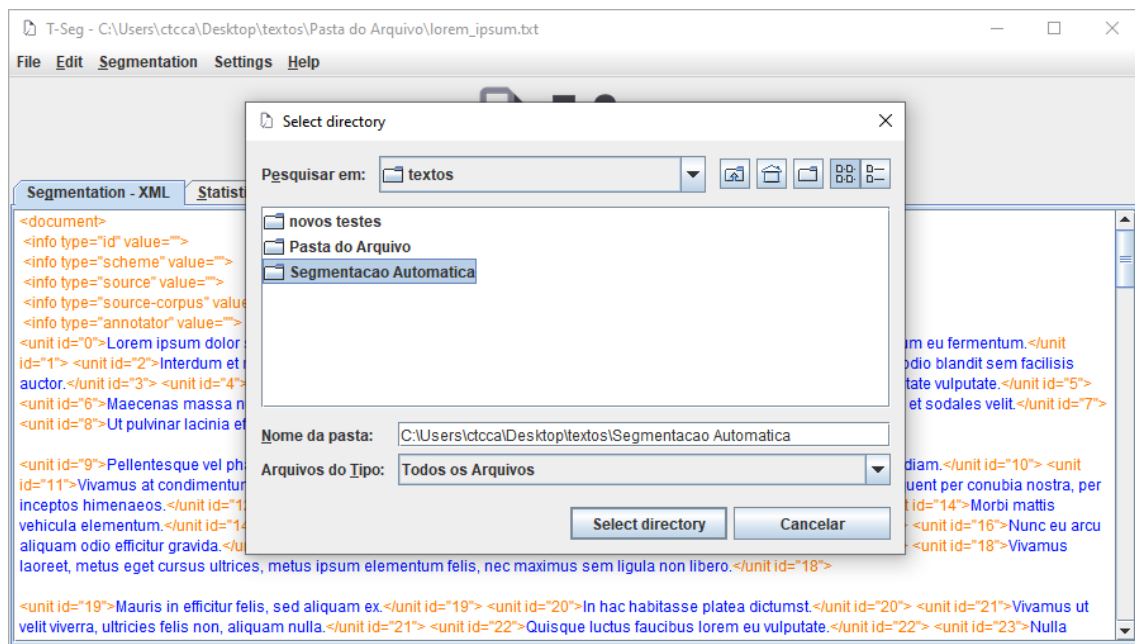 T-Seg - C:\Users\ctcca\Desktop\textos\Pasta do Arquivo\lorem_ipsum.txt
File Edit Segmentation Settings Help
Select directory
Pesquisar em: textos
novos testes
Pasta do Arquivo
Segmentacao Automatica
Nome da pasta: C:\Users\ctcca\Desktop\textos\Segmentacao Automatica
Arquivos do Tipo: Todos os Arquivos
Select directory Cancelar
Segmentation - XML
<document>
<info type="id" value="">
<info type="scheme" value="">
<info type="source" value="">
<info type="source-corpus"
<info type="annotator" value="">
<unit id="0">Lorem ipsum dolor eu fermentum.</unit
id="1"> <unit id="2">Interdum et blandit sem facilisis
auctor.</unit id="3"> <unit id="4"> vulputate.</unit id="5">
<unit id="6">Maecenas massa et sodales velit.</unit id="7">
<unit id="8">Ut pulvinar lacinia
<unit id="9">Pellentesque vel diam.</unit id="10"> <unit
id="11">Vivamus at per conubia nostra, per
inceptos himenaeos.</unit id="14">Morbi mattis
vehicula elementum.</unit <unit id="16">Nunc eu arcu
aliquam odio efficitur gravida. <unit id="18">Vivamus
laoreet, metus eget cursus ultrices, metus ipsum elementum felis, nec maximus sem ligula non libero.</unit id="18">
<unit id="19">Mauris in efficitur felis, sed aliquam ex.</unit id="19"> <unit id="20">In hac habitasse platea dictumst.</unit id="20"> <unit id="21">Vivamus ut
velit viverra, ultricies felis non, aliquam nulla.</unit id="21"> <unit id="22">Quisque luctus faucibus lorem eu vulputate.</unit id="22"> <unit id="23">Nulla